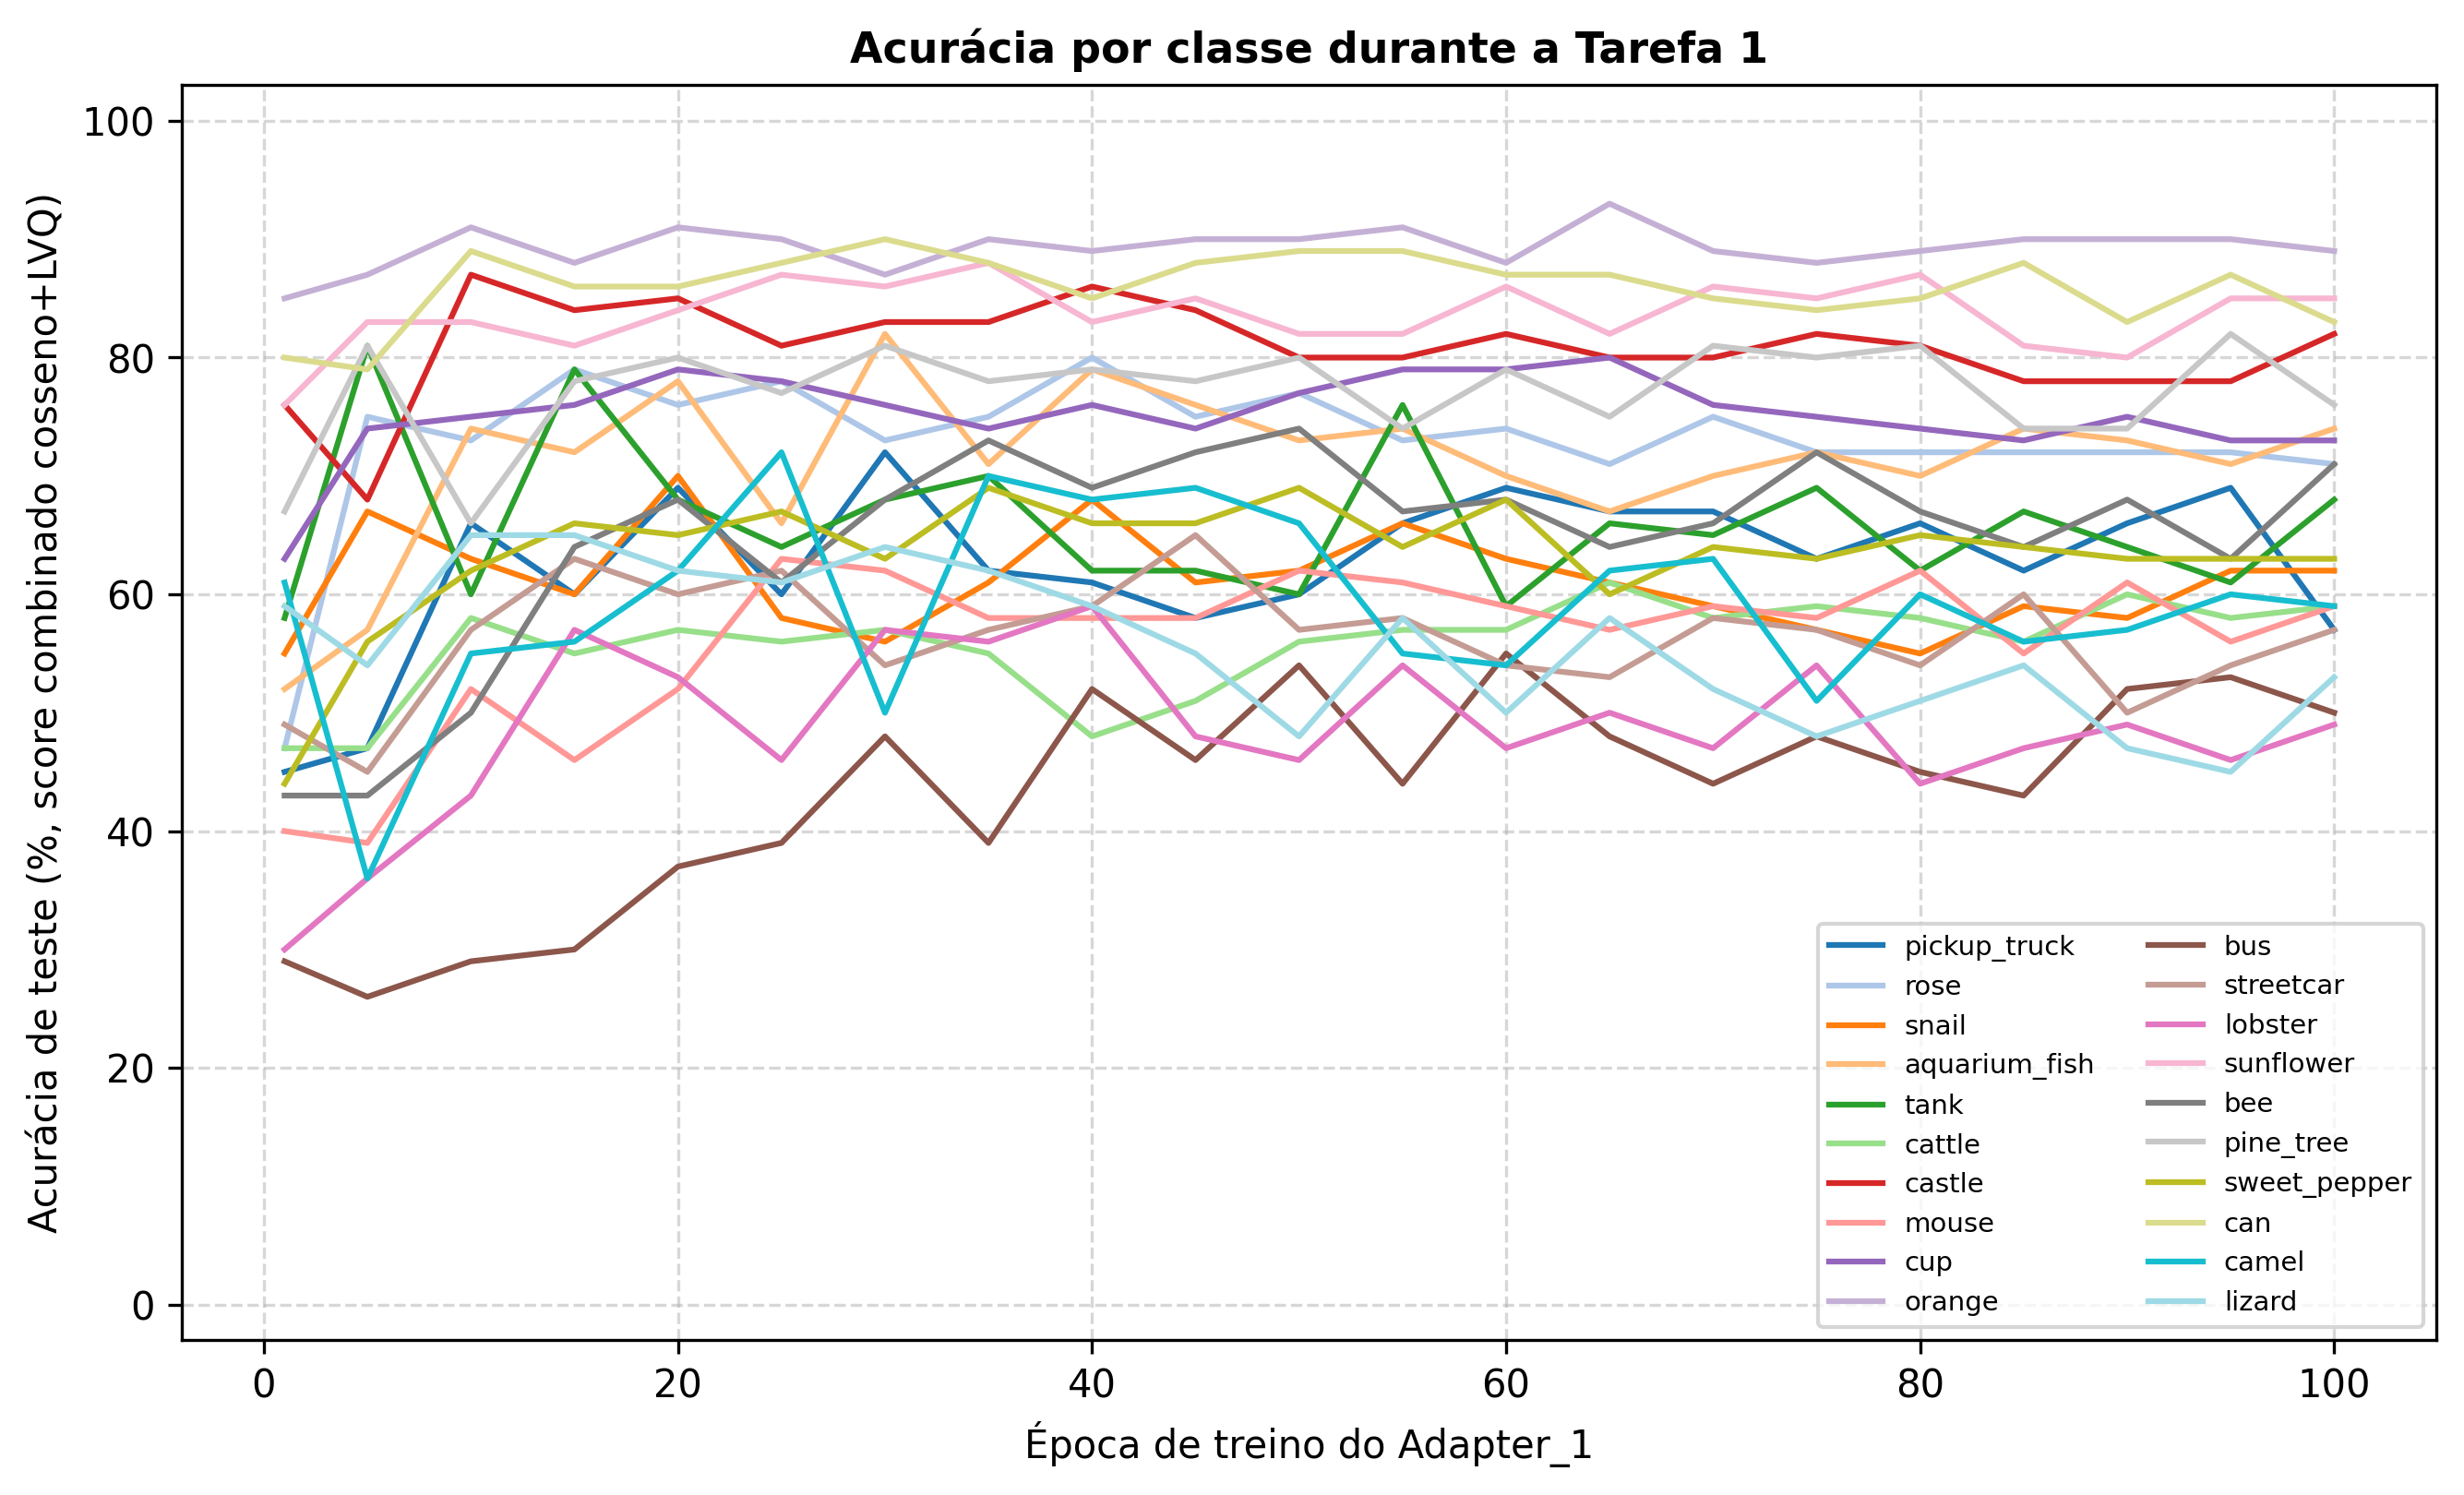 Acurácia por classe durante a Tarefa 1
Acurácia de teste (%, score combinado cosseno+LVQ)
100
80
60
40
20
0
0 20 40 60 80 100
Época de treino do Adapter_1
pickup_truck
rose
snail
aquarium_fish
tank
cattle
castle
mouse
cup
orange
bus
streetcar
lobster
sunflower
bee
pine_tree
sweet_pepper
can
camel
lizard